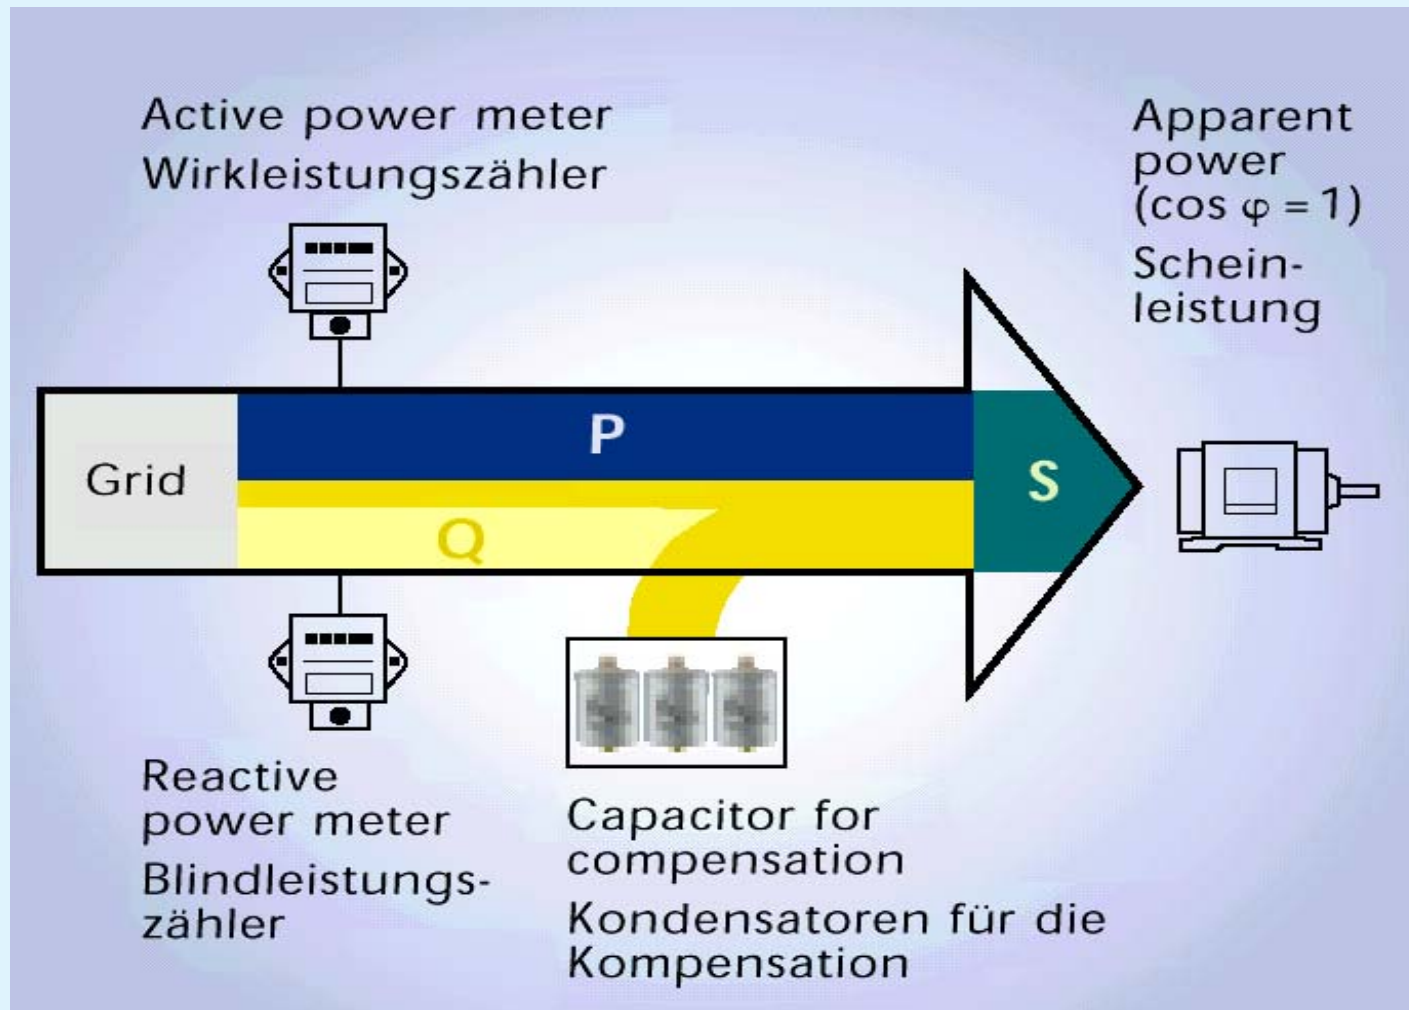 Active power meter
Wirkleistungszähler
Apparent
power
(cos φ = 1)
Schein-
leistung
Grid
P
Q
S
Reactive
power meter
Blindleistungs-
zähler
Capacitor for
compensation
Kondensatoren für die
Kompensation